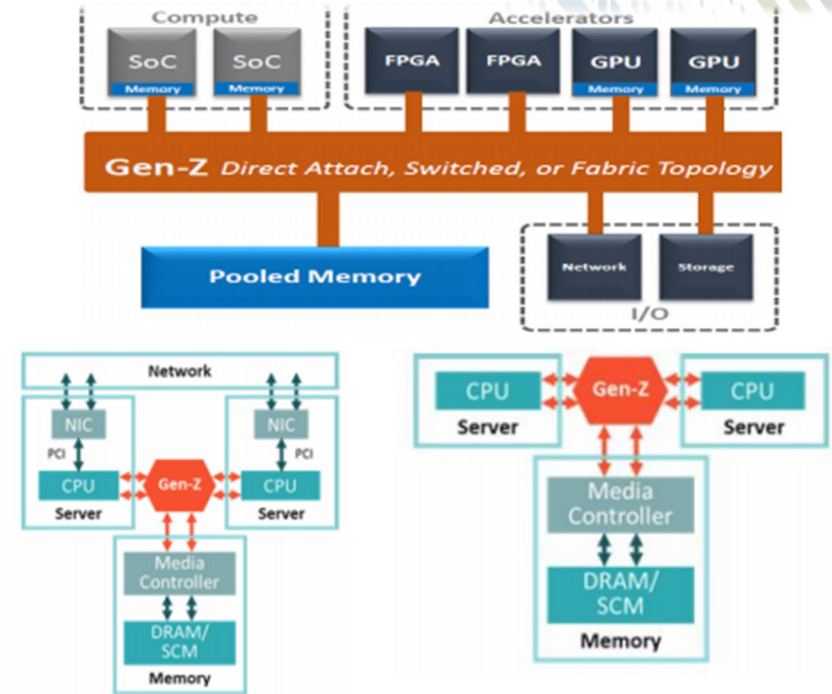 Compute
Accelerators
SoC
SoC
FPGA
FPGA
GPU
GPU
Memory
Memory
Memory
Memory
Gen-Z Direct Attach, Switched, or Fabric Topology
Pooled Memory
Network
Storage
I/O
Network
NIC
NIC
PCI
PCI
CPU
Gen-Z
CPU
Server
Server
Media
Controller
DRAM/
SCM
Memory
CPU
Gen-Z
CPU
Server
Server
Media
Controller
DRAM/
SCM
Memory